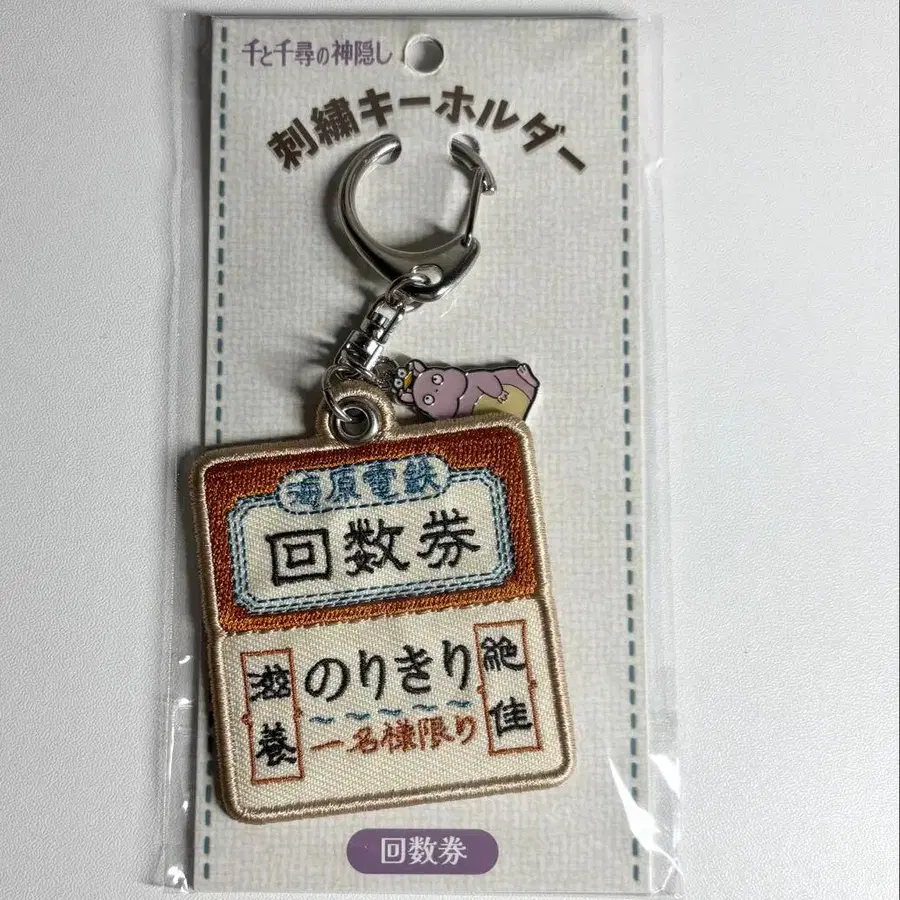 千と千尋の神隠し
刺繍キーホルダー
海原電鉄
回数券
滋養
のりきり
絶佳
一名様限り
回数券